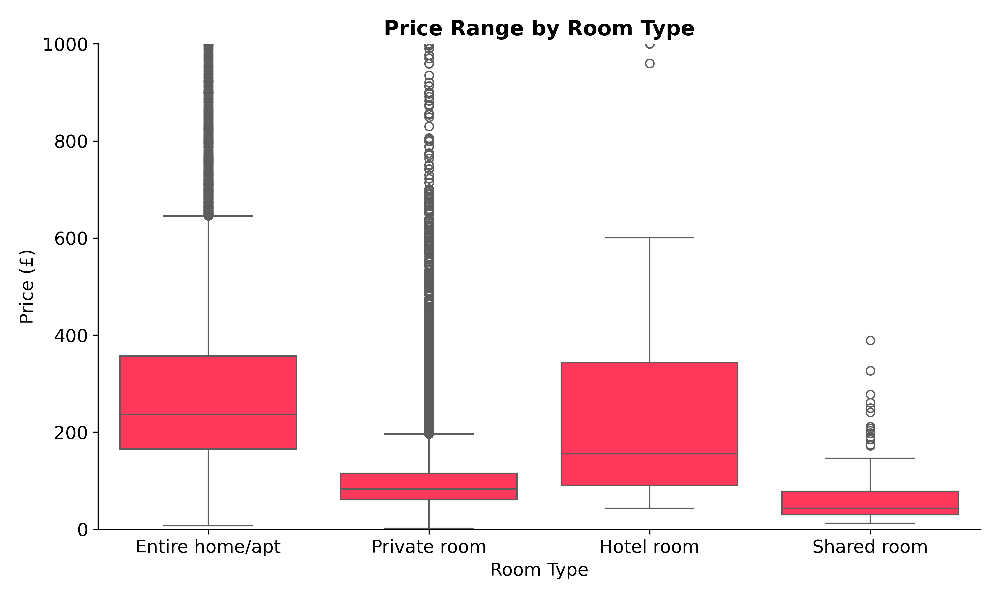 Price Range by Room Type
1000
800
600
400
200
0
Price (£)
Entire home/apt Private room Hotel room Shared room
Room Type